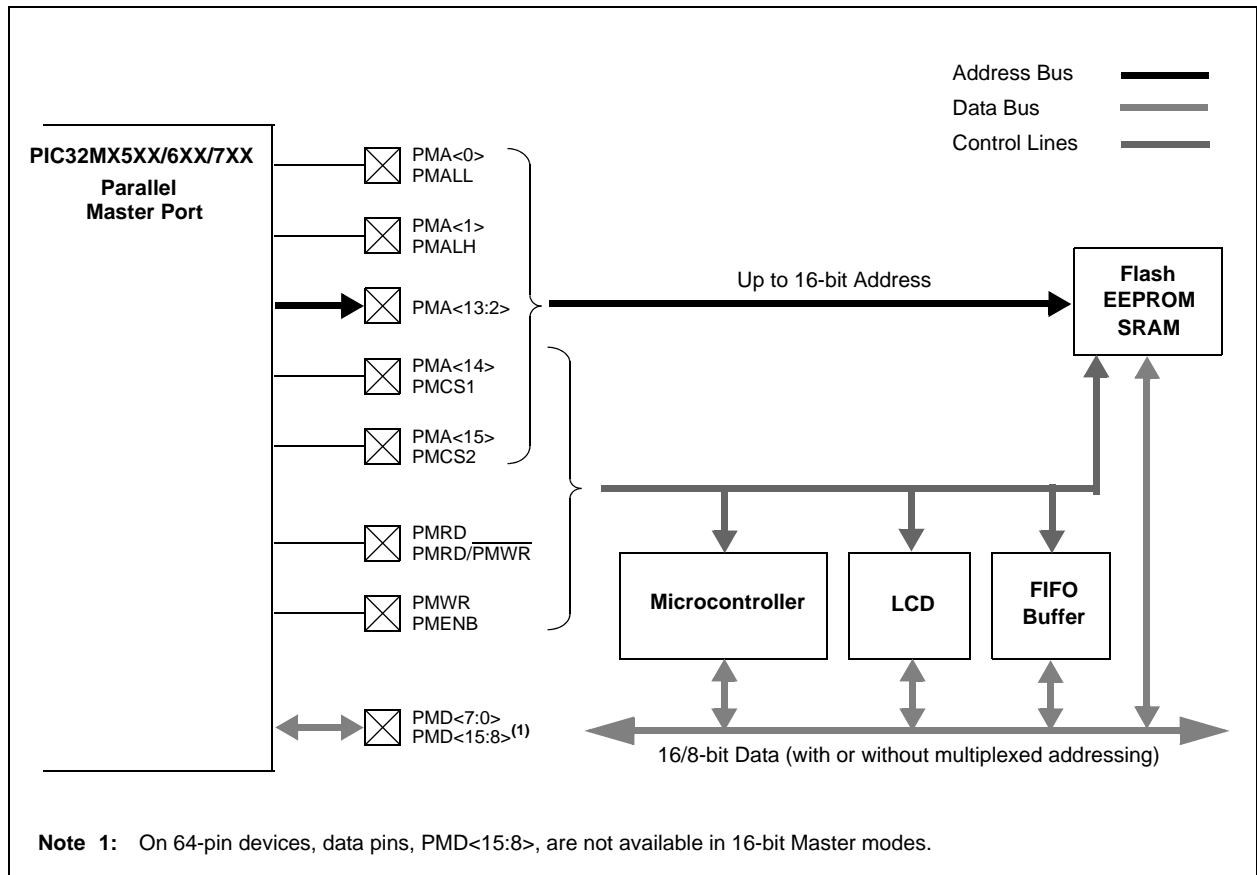 Address Bus
Data Bus
Control Lines
PIC32MX5XX/6XX/7XX
Parallel
Master Port
PMA<0>
PMALL
PMA<1>
PMALH
PMA<13:2>
PMA<14>
PMCS1
PMA<15>
PMCS2
PMRD
PMRD/PMWR
PMWR
PMENB
PMD<7:0>
PMD<15:8>(1)
Up to 16-bit Address
Flash
EEPROM
SRAM
Microcontroller
LCD
FIFO
Buffer
16/8-bit Data (with or without multiplexed addressing)
Note 1: On 64-pin devices, data pins, PMD<15:8>, are not available in 16-bit Master modes.